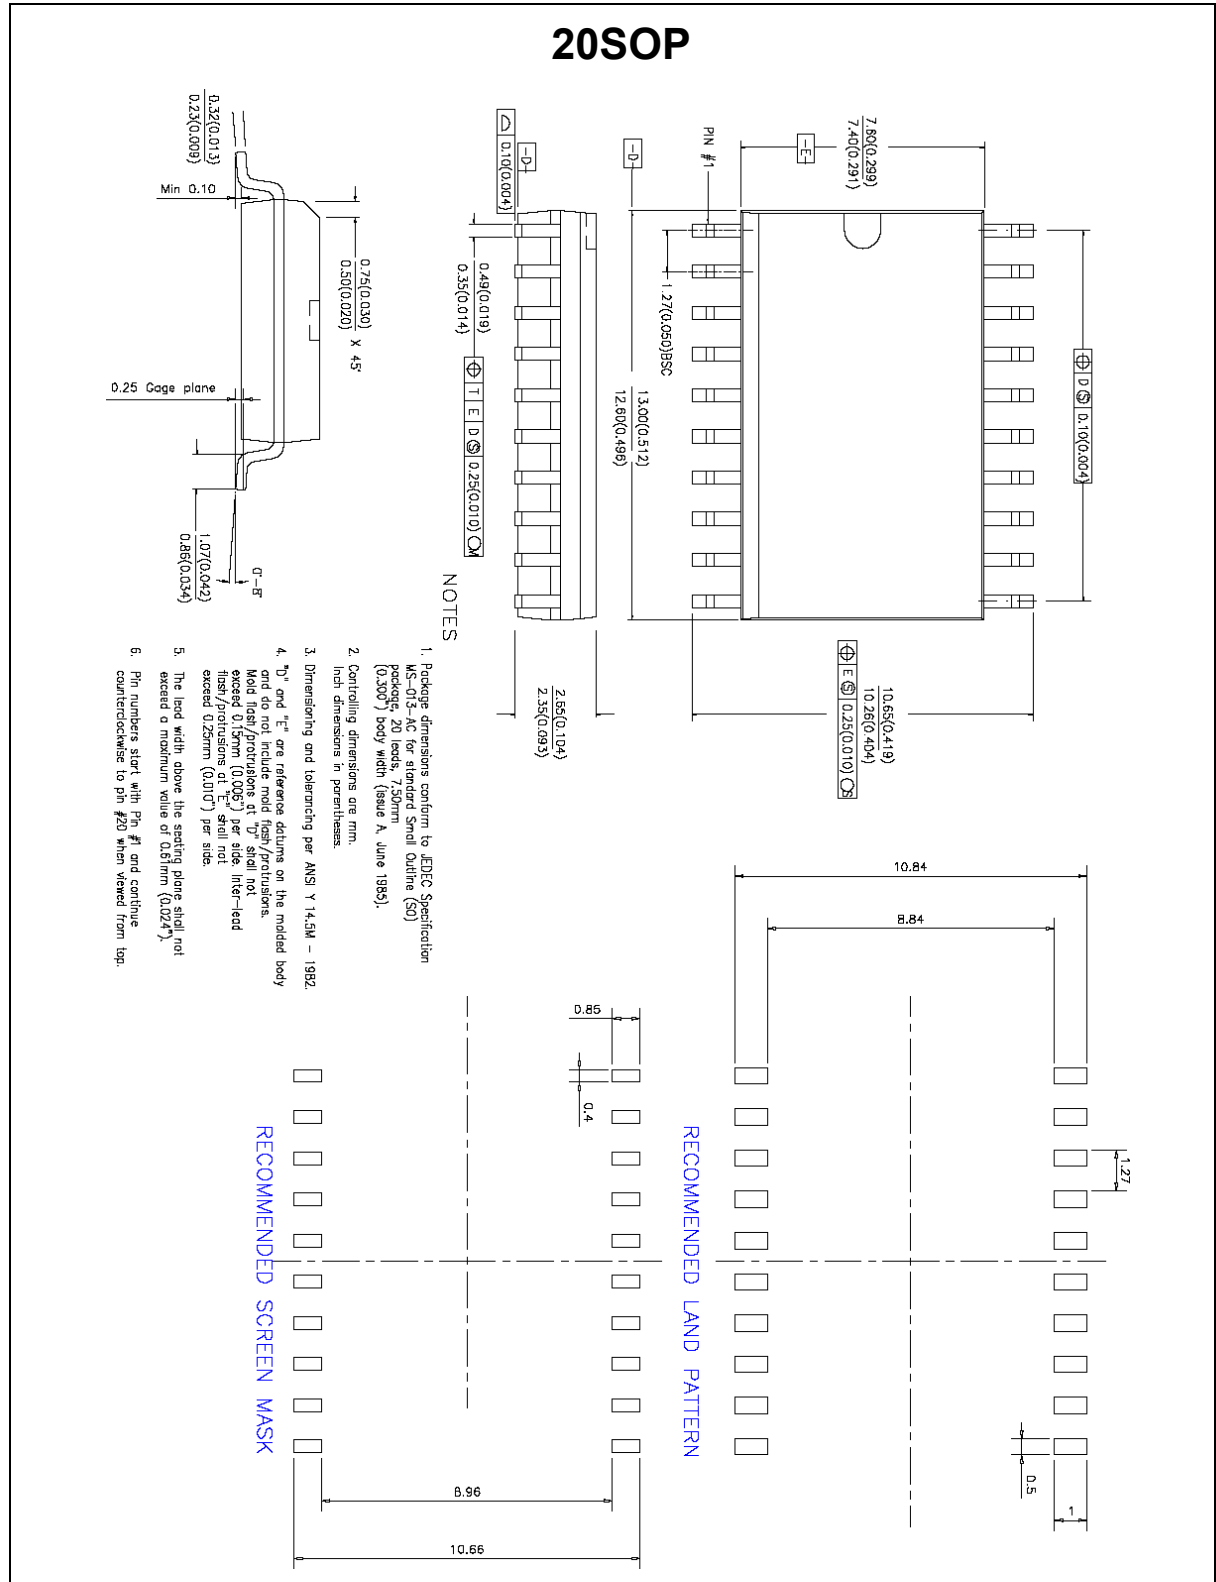 20SOP
7.60(0.299)
7.40(0.291)
-E-
PIN #1
1.27(0.050)BSC
D Ⓢ 0.10(0.004)
-D-
13.00(0.512)
12.60(0.496)
10.65(0.419)
10.26(0.404)
E Ⓢ 0.25(0.010) Ⓢ
0.10(0.004)
-D-
0.49(0.019)
0.35(0.014)
T E D Ⓢ 0.25(0.010) Ⓜ
2.65(0.104)
2.35(0.093)
0.32(0.013)
0.23(0.009)
Min 0.10
0.75(0.030)
0.50(0.020)
X 45°
0.25 Gage plane
1.07(0.042)
0.86(0.034)
0°-8°
NOTES
1. Package dimensions conform to JEDEC Specification
MS-013-AC for standard Small Outline (SO)
package, 20 leads, 7.50mm
(0.300") body width (issue A, June 1985).
2. Controlling dimensions are mm.
Inch dimensions in parentheses.
3. Dimensioning and tolerancing per ANSI Y 14.5M - 1982.
4. "D" and "E" are reference datums on the molded body
and do not include mold flash/protrusions.
Mold flash/protrusions at "D" shall not
exceed 0.15mm (0.006") per side. Inter-lead
flash/protrusions at "E" shall not
exceed 0.25mm (0.010") per side.
5. The lead width above the seating plane shall not
exceed a maximum value of 0.61mm (0.024").
6. Pin numbers start with Pin #1 and continue
counterclockwise to pin #20 when viewed from top.
10.84
8.84
1.27
0.5
1
RECOMMENDED LAND PATTERN
0.85
0.4
8.96
10.66
RECOMMENDED SCREEN MASK